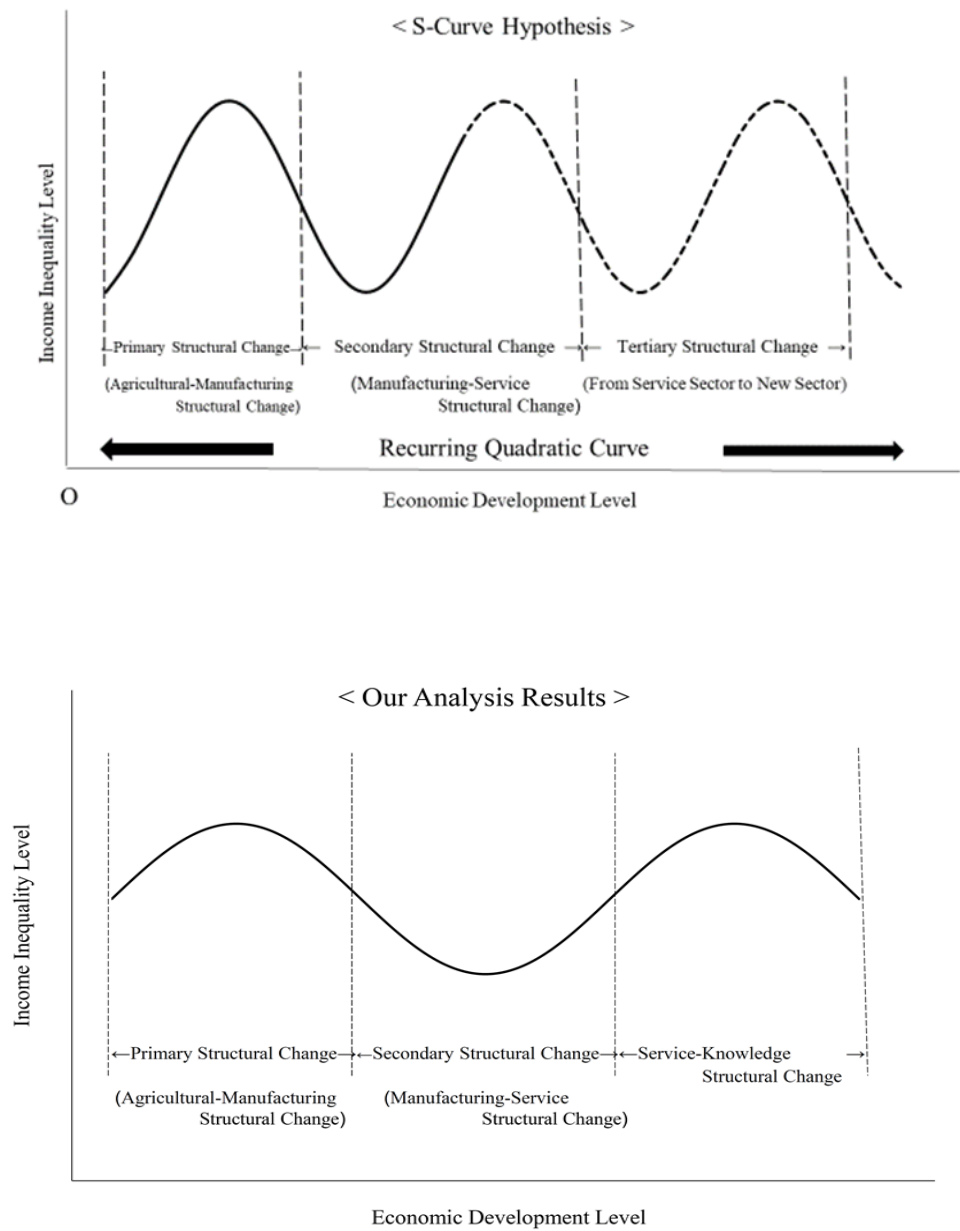 < S-Curve Hypothesis >
Income Inequality Level
←Primary Structural Change→← Secondary Structural Change →← Tertiary Structural Change →
(Agricultural-Manufacturing
Structural Change)
(Manufacturing-Service
Structural Change)
(From Service Sector to New Sector)
Recurring Quadratic Curve
O
Economic Development Level
< Our Analysis Results >
Income Inequality Level
←Primary Structural Change→←Secondary Structural Change→←Service-Knowledge →
Structural Change
(Agricultural-Manufacturing
Structural Change)
(Manufacturing-Service
Structural Change)
Economic Development Level